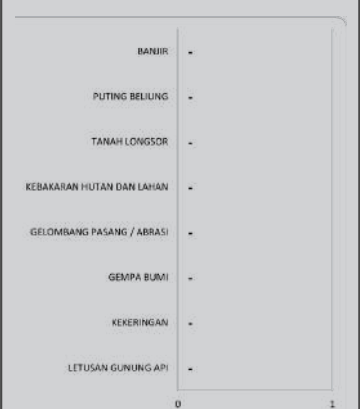 BANJIR -
PUTING BELIUNG -
TANAH LONGSOR -
KEBAKARAN HUTAN DAN LAHAN -
GELOMBANG PASANG / ABRASI -
GEMPA BUMI -
KEKERINGAN -
LETUSAN GUNUNG API -
0 1